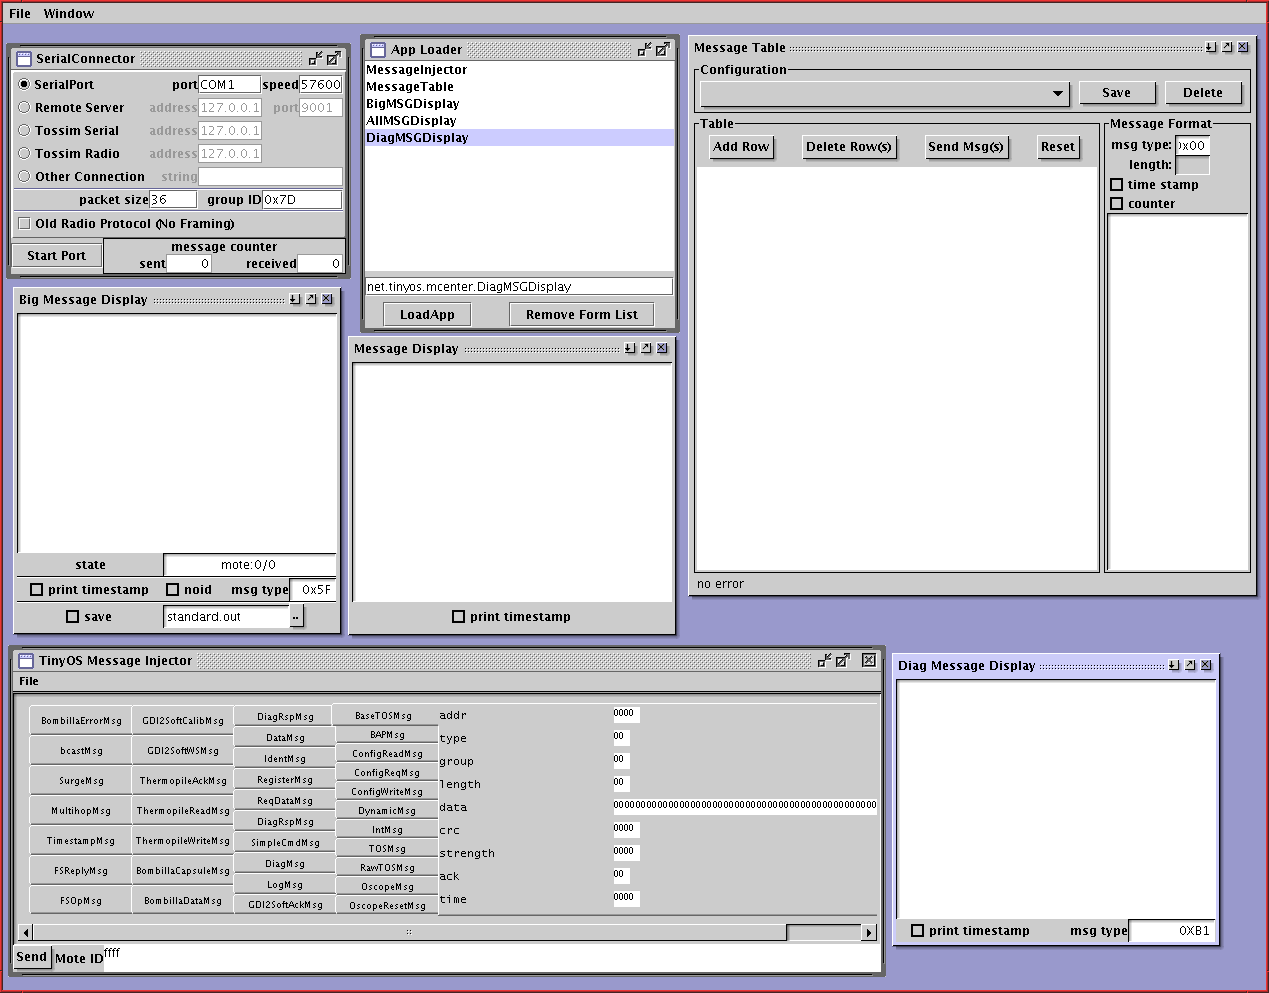 File Window
SerialConnector
SerialPort port COM1 speed 57600
Remote Server address 127.0.0.1 port 9001
Tossim Serial address 127.0.0.1
Tossim Radio address 127.0.0.1
Other Connection string
packet size 36 group ID 0x7D
Old Radio Protocol (No Framing)
Start Port
message counter
sent 0 received 0
App Loader
MessageInjector
MessageTable
BigMSGDisplay
AllMSGDisplay
DiagMSGDisplay
net.tinyos.mcenter.DiagMSGDisplay
LoadApp Remove Form List
Message Table
Configuration
Save Delete
Table
Add Row Delete Row(s) Send Msg(s) Reset
Message Format
msg type: 0x00
length:
time stamp
counter
no error
Big Message Display
state mote:0/0
print timestamp noid msg type 0x5F
save standard.out ..
Message Display
print timestamp
TinyOS Message Injector
File
BombillaErrorMsg
bcastMsg
SurgeMsg
MultihopMsg
TimestampMsg
FSReplyMsg
FSOpMsg
GDI2SoftCalibMsg
GDI2SoftWSMsg
ThermopileAckMsg
ThermopileReadMsg
ThermopileWriteMsg
BombillaCapsuleMsg
BombillaDataMsg
DiagRspMsg
DataMsg
IdentMsg
RegisterMsg
ReqDataMsg
DiagRspMsg
SimpleCmdMsg
DiagMsg
LogMsg
GDI2SoftAckMsg
BaseTOSMsg
BAPMsg
ConfigReadMsg
ConfigReqMsg
ConfigWriteMsg
DynamicMsg
IntMsg
TOSMsg
RawTOSMsg
OscopeMsg
OscopeResetMsg
addr 0000
type 00
group 00
length 00
data 000000000000000000000000000000000000000000000000
crc 0000
strength 0000
ack 00
time 0000
Send Mote ID ffff
Diag Message Display
print timestamp msg type 0XB1